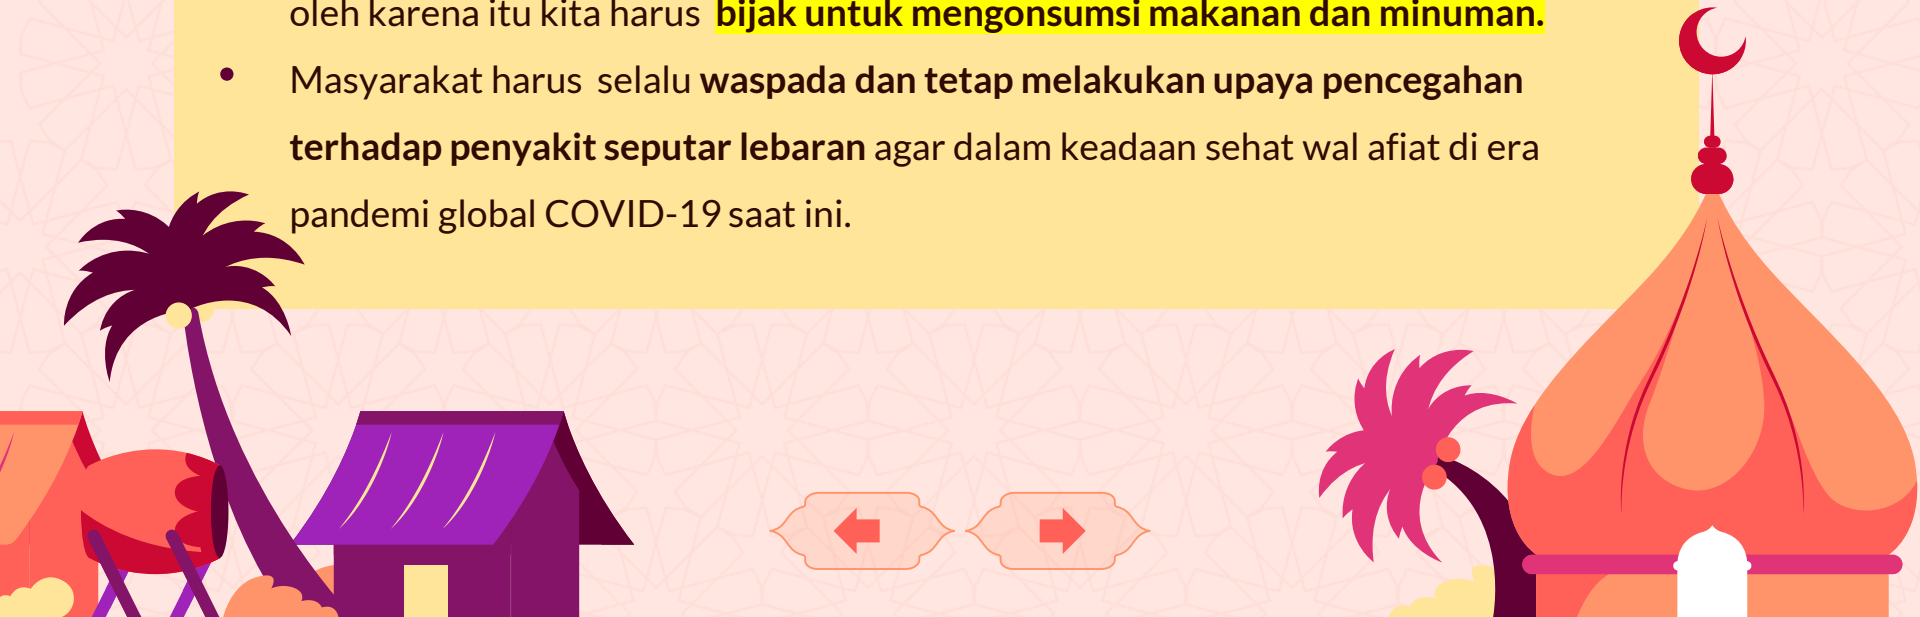 oleh karena itu kita harus bijak untuk mengonsumsi makanan dan minuman.
• Masyarakat harus selalu waspada dan tetap melakukan upaya pencegahan
terhadap penyakit seputar lebaran agar dalam keadaan sehat wal afiat di era
pandemi global COVID-19 saat ini.